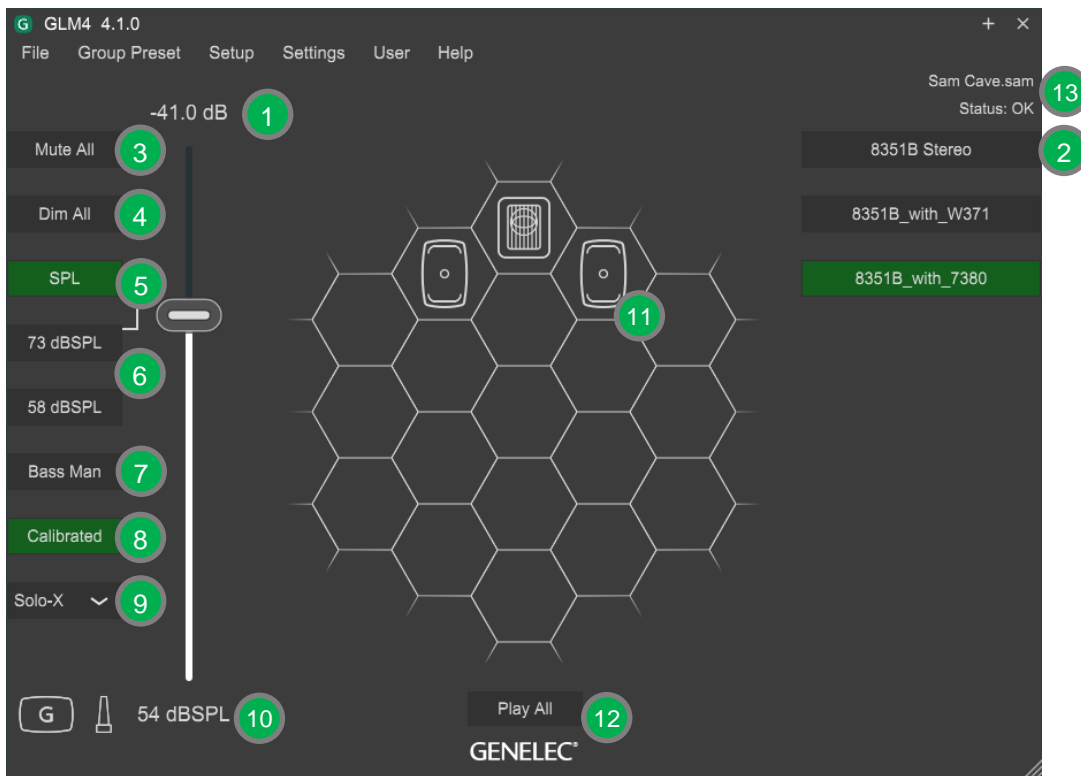 G GLM4 4.1.0
File Group Preset Setup Settings User Help
Sam Cave.sam
13
Status: OK
-41.0 dB 1
Mute All 3
8351B Stereo 2
Dim All 4
8351B_with_W371
SPL 5
8351B_with_7380
11
73 dBSPL
6
58 dBSPL
Bass Man 7
Calibrated 8
Solo-X 9
G 54 dBSPL 10
Play All 12
GENELEC®